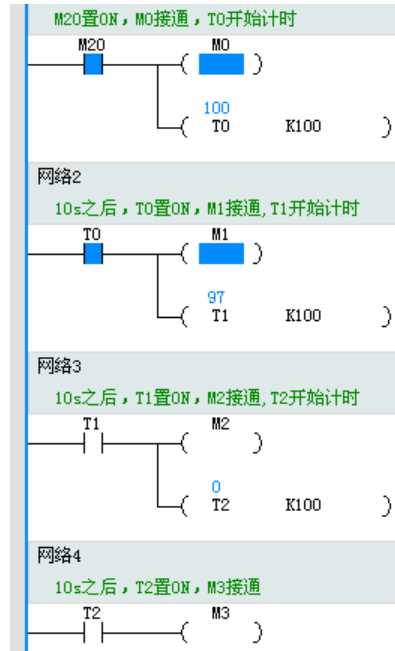 M20置ON，M0接通，T0开始计时
M20 M0
100
T0 K100
网络2
10s之后，T0置ON，M1接通,T1开始计时
T0 M1
97
T1 K100
网络3
10s之后，T1置ON，M2接通,T2开始计时
T1 M2
0
T2 K100
网络4
10s之后，T2置ON，M3接通
T2 M3